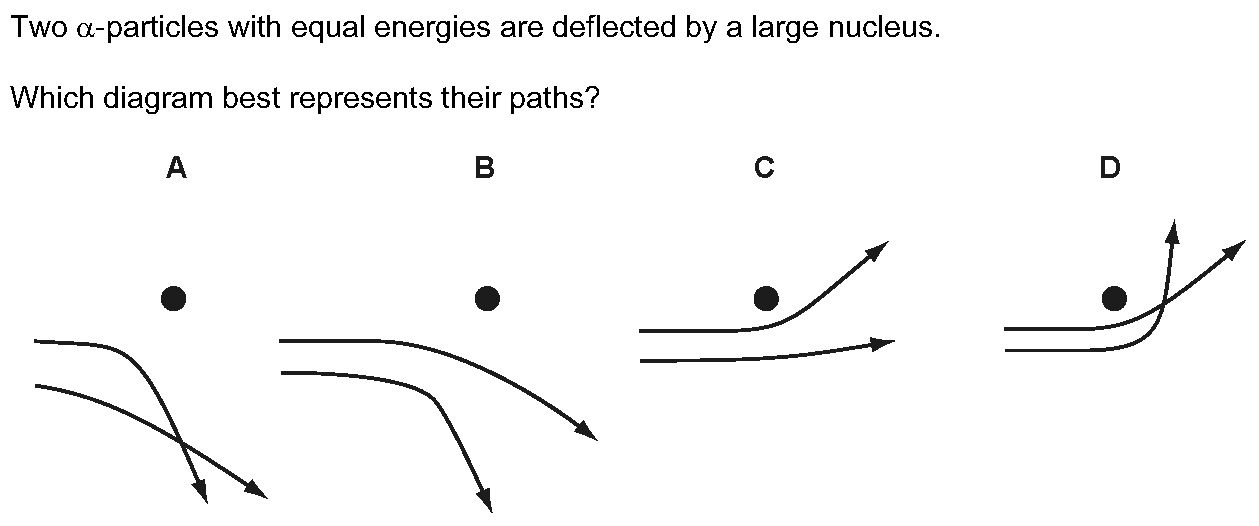 Two α-particles with equal energies are deflected by a large nucleus.
Which diagram best represents their paths?
A B C D